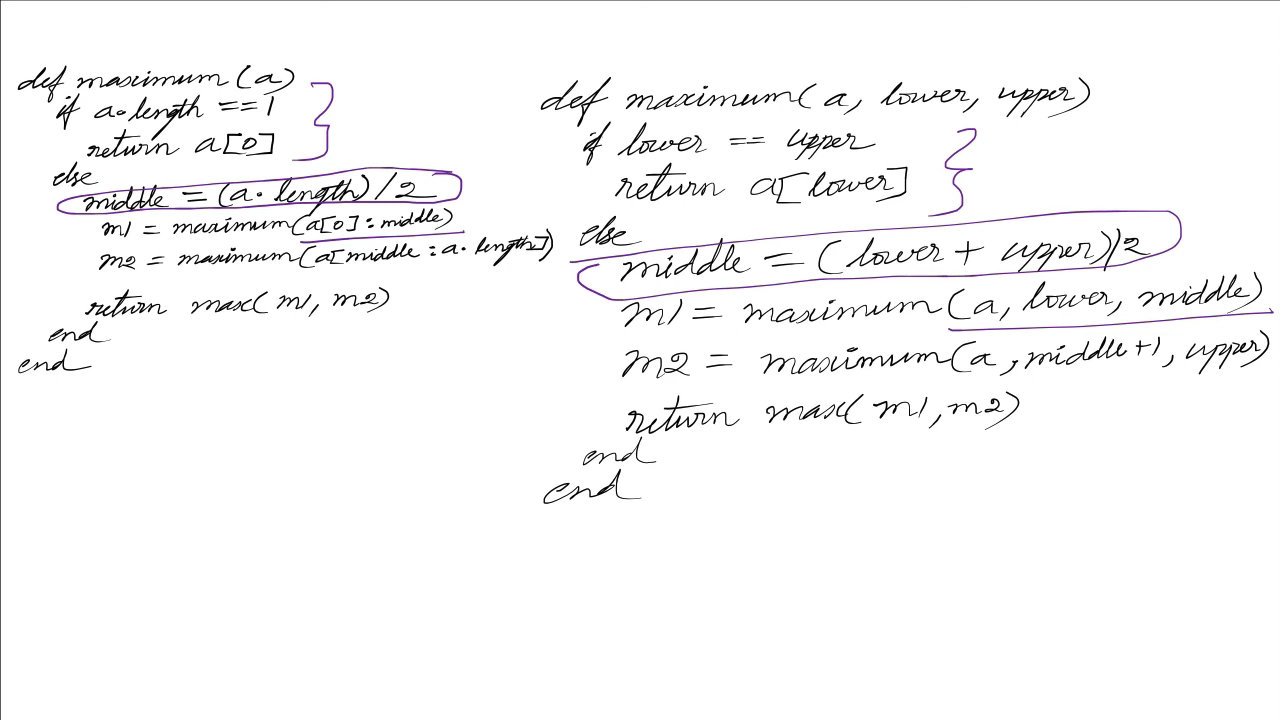 def maximum (a)
if a.length == 1
return a[0]
else
middle = (a.length)/2
m1 = maximum(a[0]:middle)
m2 = maximum(a[middle:a.length])
return max(m1, m2)
end
end
def maximum(a, lower, upper)
if lower == upper
return a[lower]
else
middle = (lower + upper)/2
m1 = maximum(a, lower, middle)
m2 = maximum(a, middle+1, upper)
return max(m1, m2)
end
end